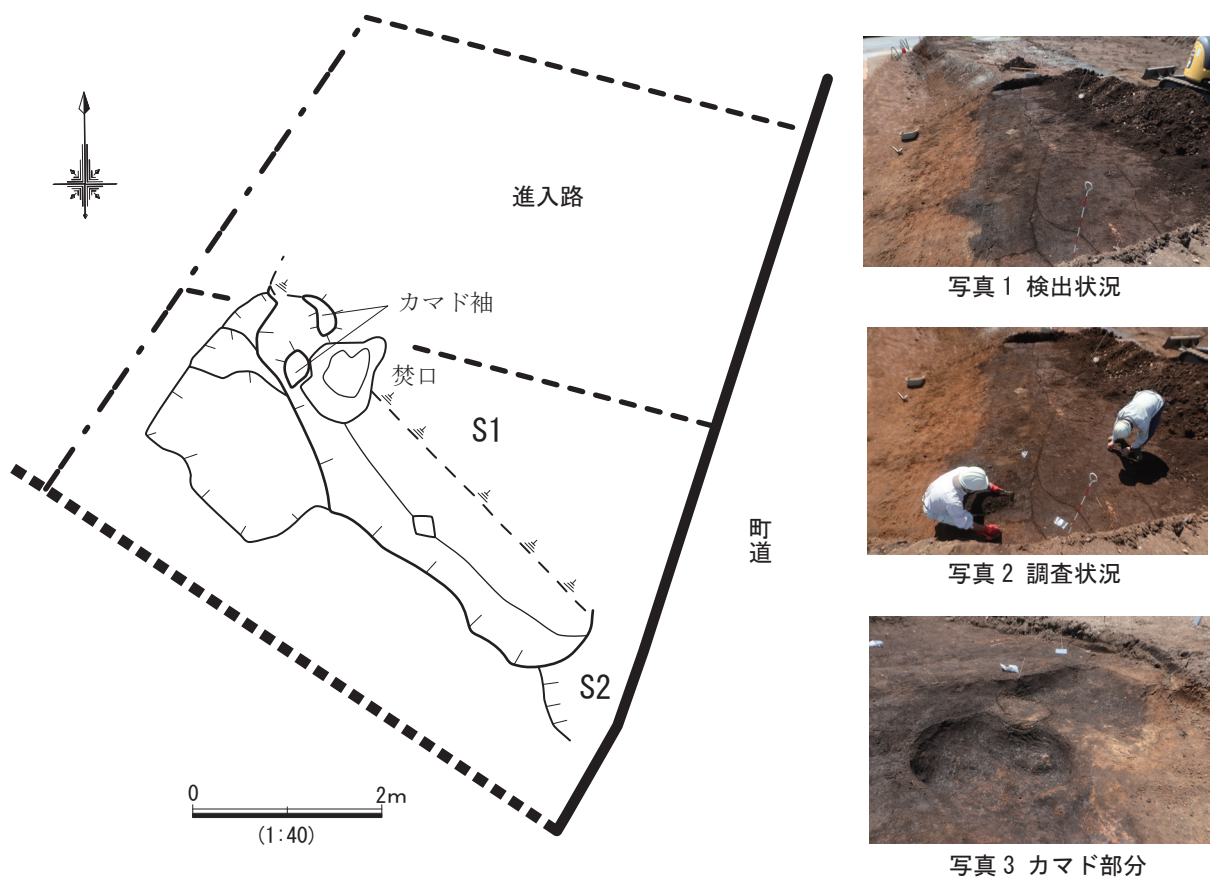 進入路
カマド袖
焚口
S1
町道
S2
0 2m
(1:40)
写真1 検出状況
写真2 調査状況
写真3 カマド部分